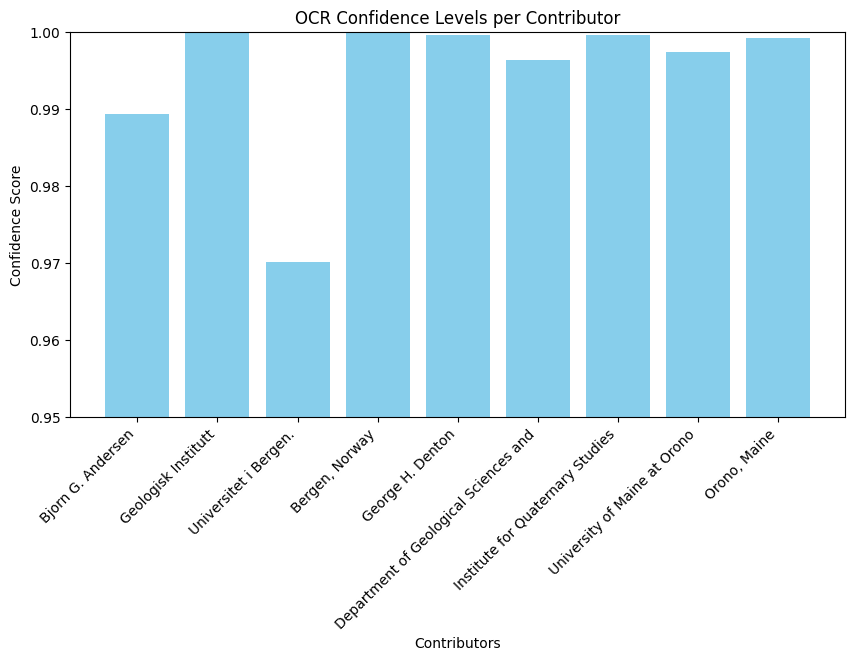 OCR Confidence Levels per Contributor
Confidence Score
1.00
0.99
0.98
0.97
0.96
0.95
Bjorn G. Andersen
Geologisk Institutt
Universitet i Bergen.
Bergen, Norway
George H. Denton
Department of Geological Sciences and
Institute for Quaternary Studies
University of Maine at Orono
Orono, Maine
Contributors